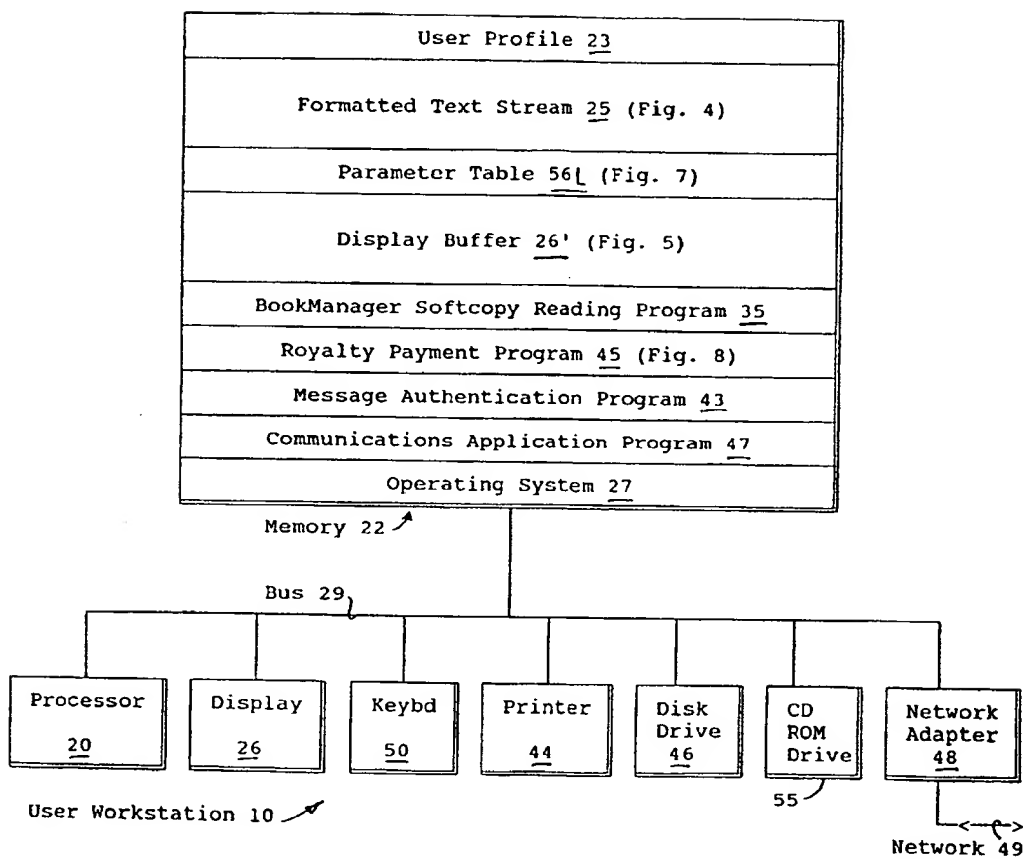 User Profile 23
Formatted Text Stream 25 (Fig. 4)
Parameter Table 56L (Fig. 7)
Display Buffer 26' (Fig. 5)
BookManager Softcopy Reading Program 35
Royalty Payment Program 45 (Fig. 8)
Message Authentication Program 43
Communications Application Program 47
Operating System 27
Memory 22
Bus 29
Processor
20
Display
26
Keybd
50
Printer
44
Disk
Drive
46
CD
ROM
Drive
55
Network
Adapter
48
User Workstation 10
Network 49